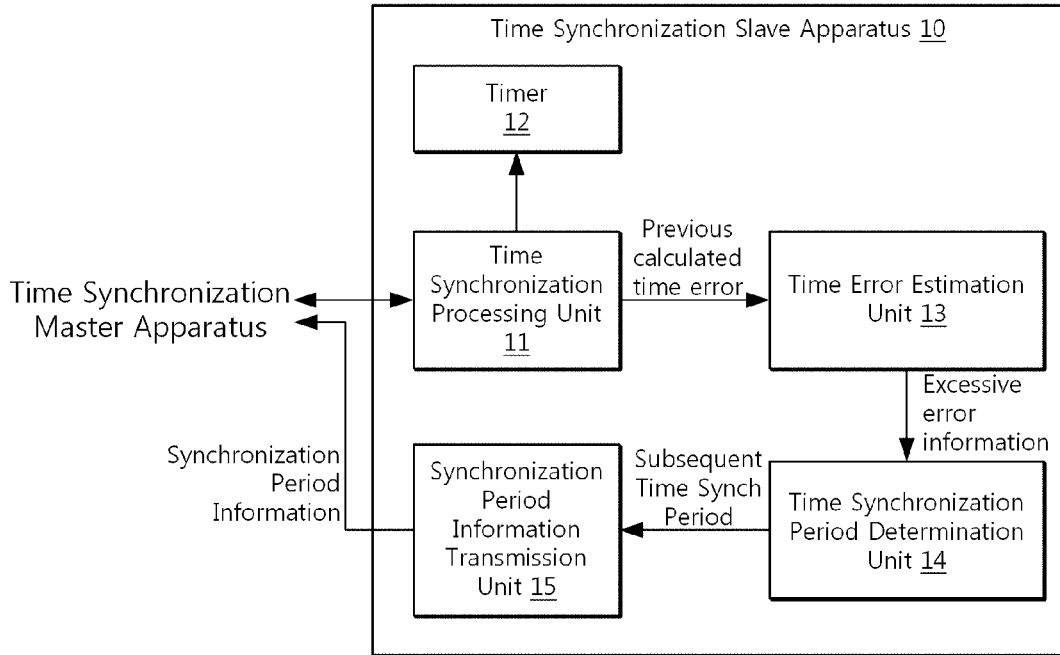 Time Synchronization Slave Apparatus 10
Timer
12
Time
Synchronization
Processing Unit
11
Previous
calculated
time error
Time Error Estimation
Unit 13
Time Synchronization
Master Apparatus
Excessive
error
information
Synchronization
Period
Information
Synchronization
Period
Information
Transmission
Unit 15
Subsequent
Time Synch
Period
Time Synchronization
Period Determination
Unit 14